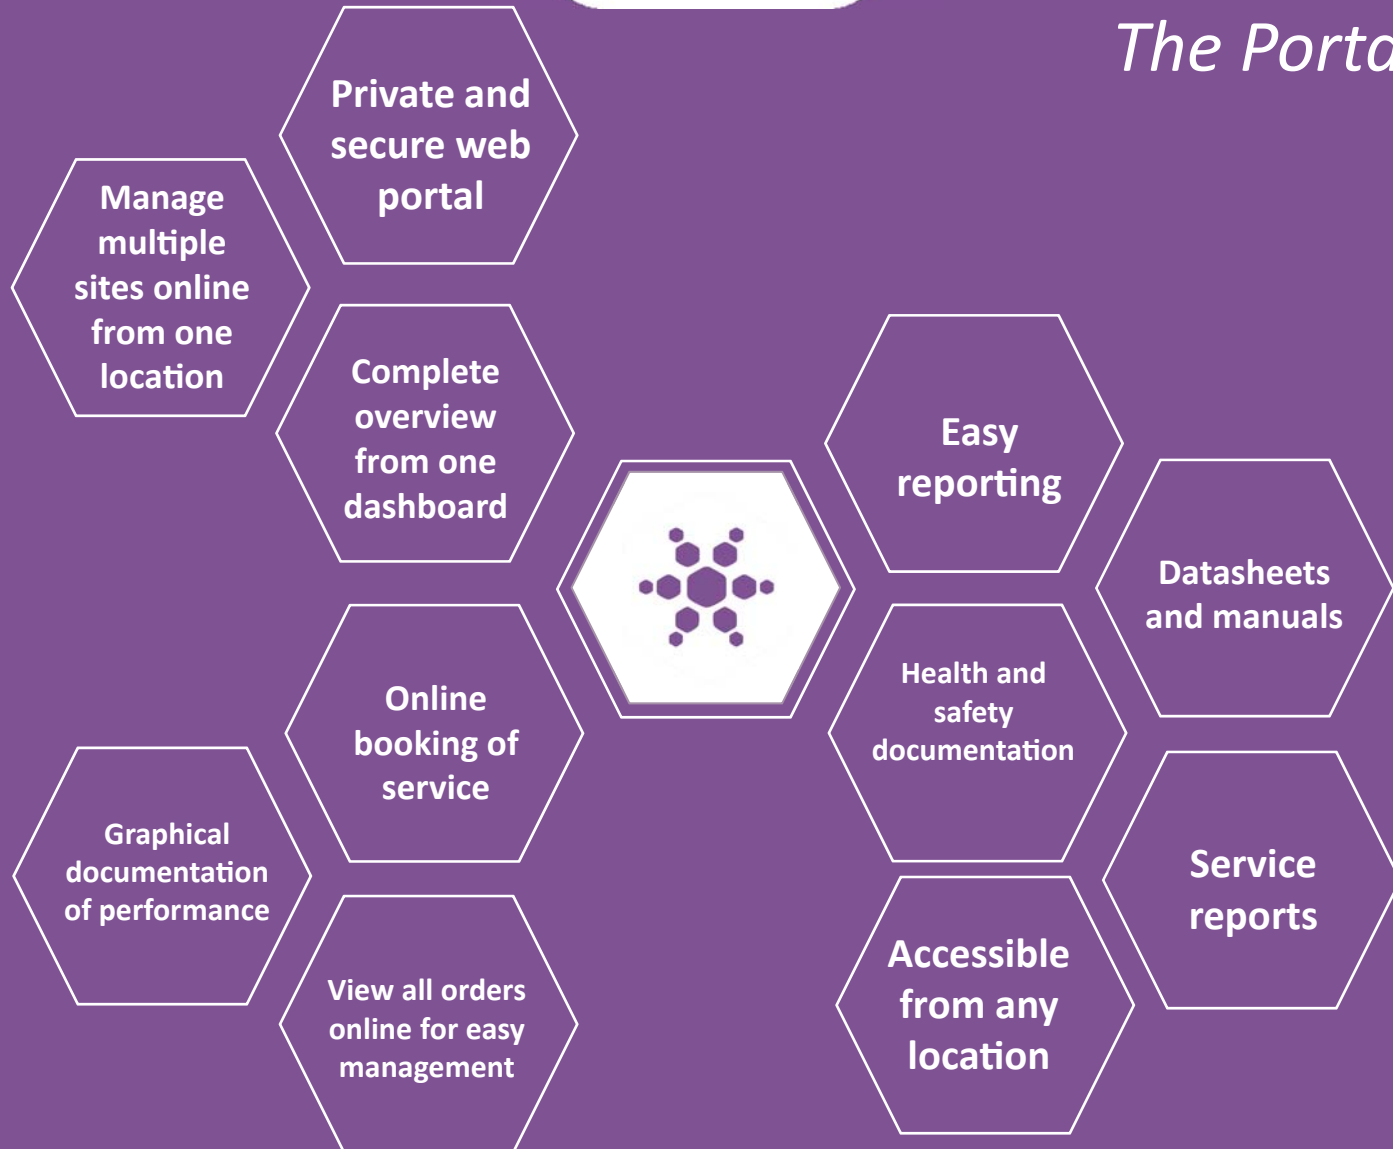 The Porta
Private and
secure web
portal
Manage
multiple
sites online
from one
location
Complete
overview
from one
dashboard
Easy
reporting
Datasheets
and manuals
Online
booking of
service
Health and
safety
documentation
Graphical
documentation
of performance
Service
reports
View all orders
online for easy
management
Accessible
from any
location